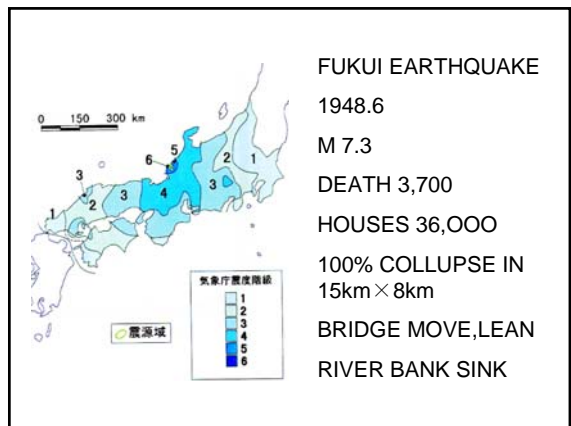 FUKUI EARTHQUAKE
1948.6
M 7.3
DEATH 3,700
HOUSES 36,OOO
100% COLLUPSE IN
15km×8km
BRIDGE MOVE,LEAN
RIVER BANK SINK
0 150 300 km
5
6
2
1
3
3
4
3
2
1
気象庁震度階級
1
2
3
4
5
6
震源域